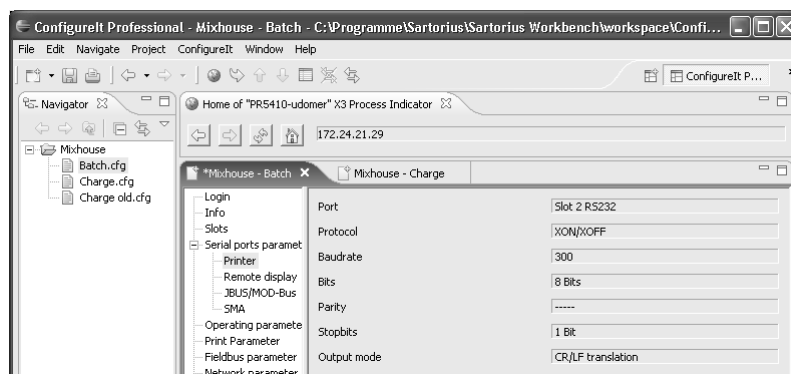 ConfigureIt Professional - Mixhouse - Batch - C:\Programme\Sartorius\Sartorius Workbench\workspace\Confi...
File Edit Navigate Project ConfigureIt Window Help
ConfigureIt P...
Navigator
Home of "PR5410-udomer" X3 Process Indicator
172.24.21.29
Mixhouse
Batch.cfg
Charge.cfg
Charge old.cfg
*Mixhouse - Batch
Mixhouse - Charge
Login
Info
Slots
Serial ports paramet
Printer
Remote display
JBUS/MOD-Bus
SMA
Operating paramete
Print Parameter
Fieldbus parameter
Network parameter
Port Slot 2 RS232
Protocol XON/XOFF
Baudrate 300
Bits 8 Bits
Parity -----
Stopbits 1 Bit
Output mode CR/LF translation